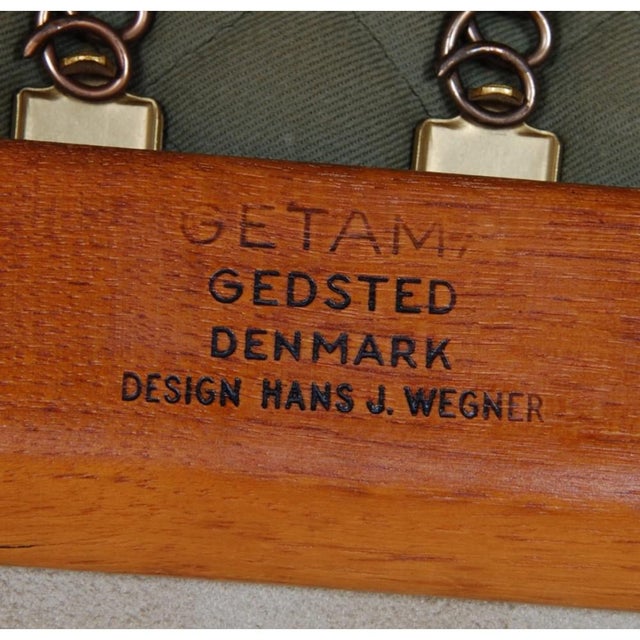 GETAMA
GEDSTED
DENMARK
DESIGN HANS J. WEGNER